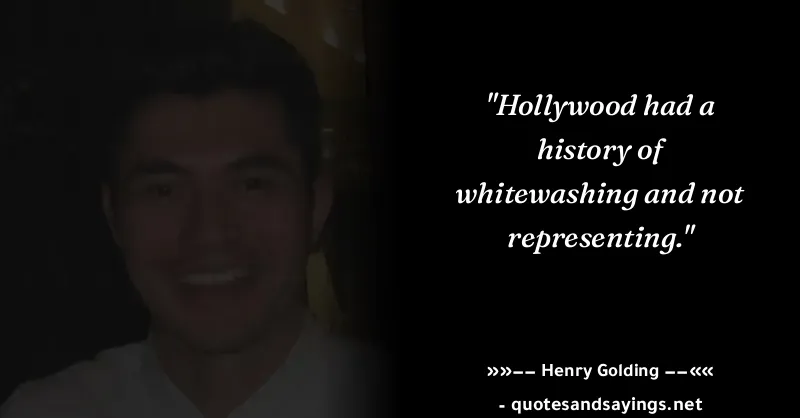 "Hollywood had a
history of
whitewashing and not
representing."
»»−− Henry Golding −−««
- quotesandsayings.net